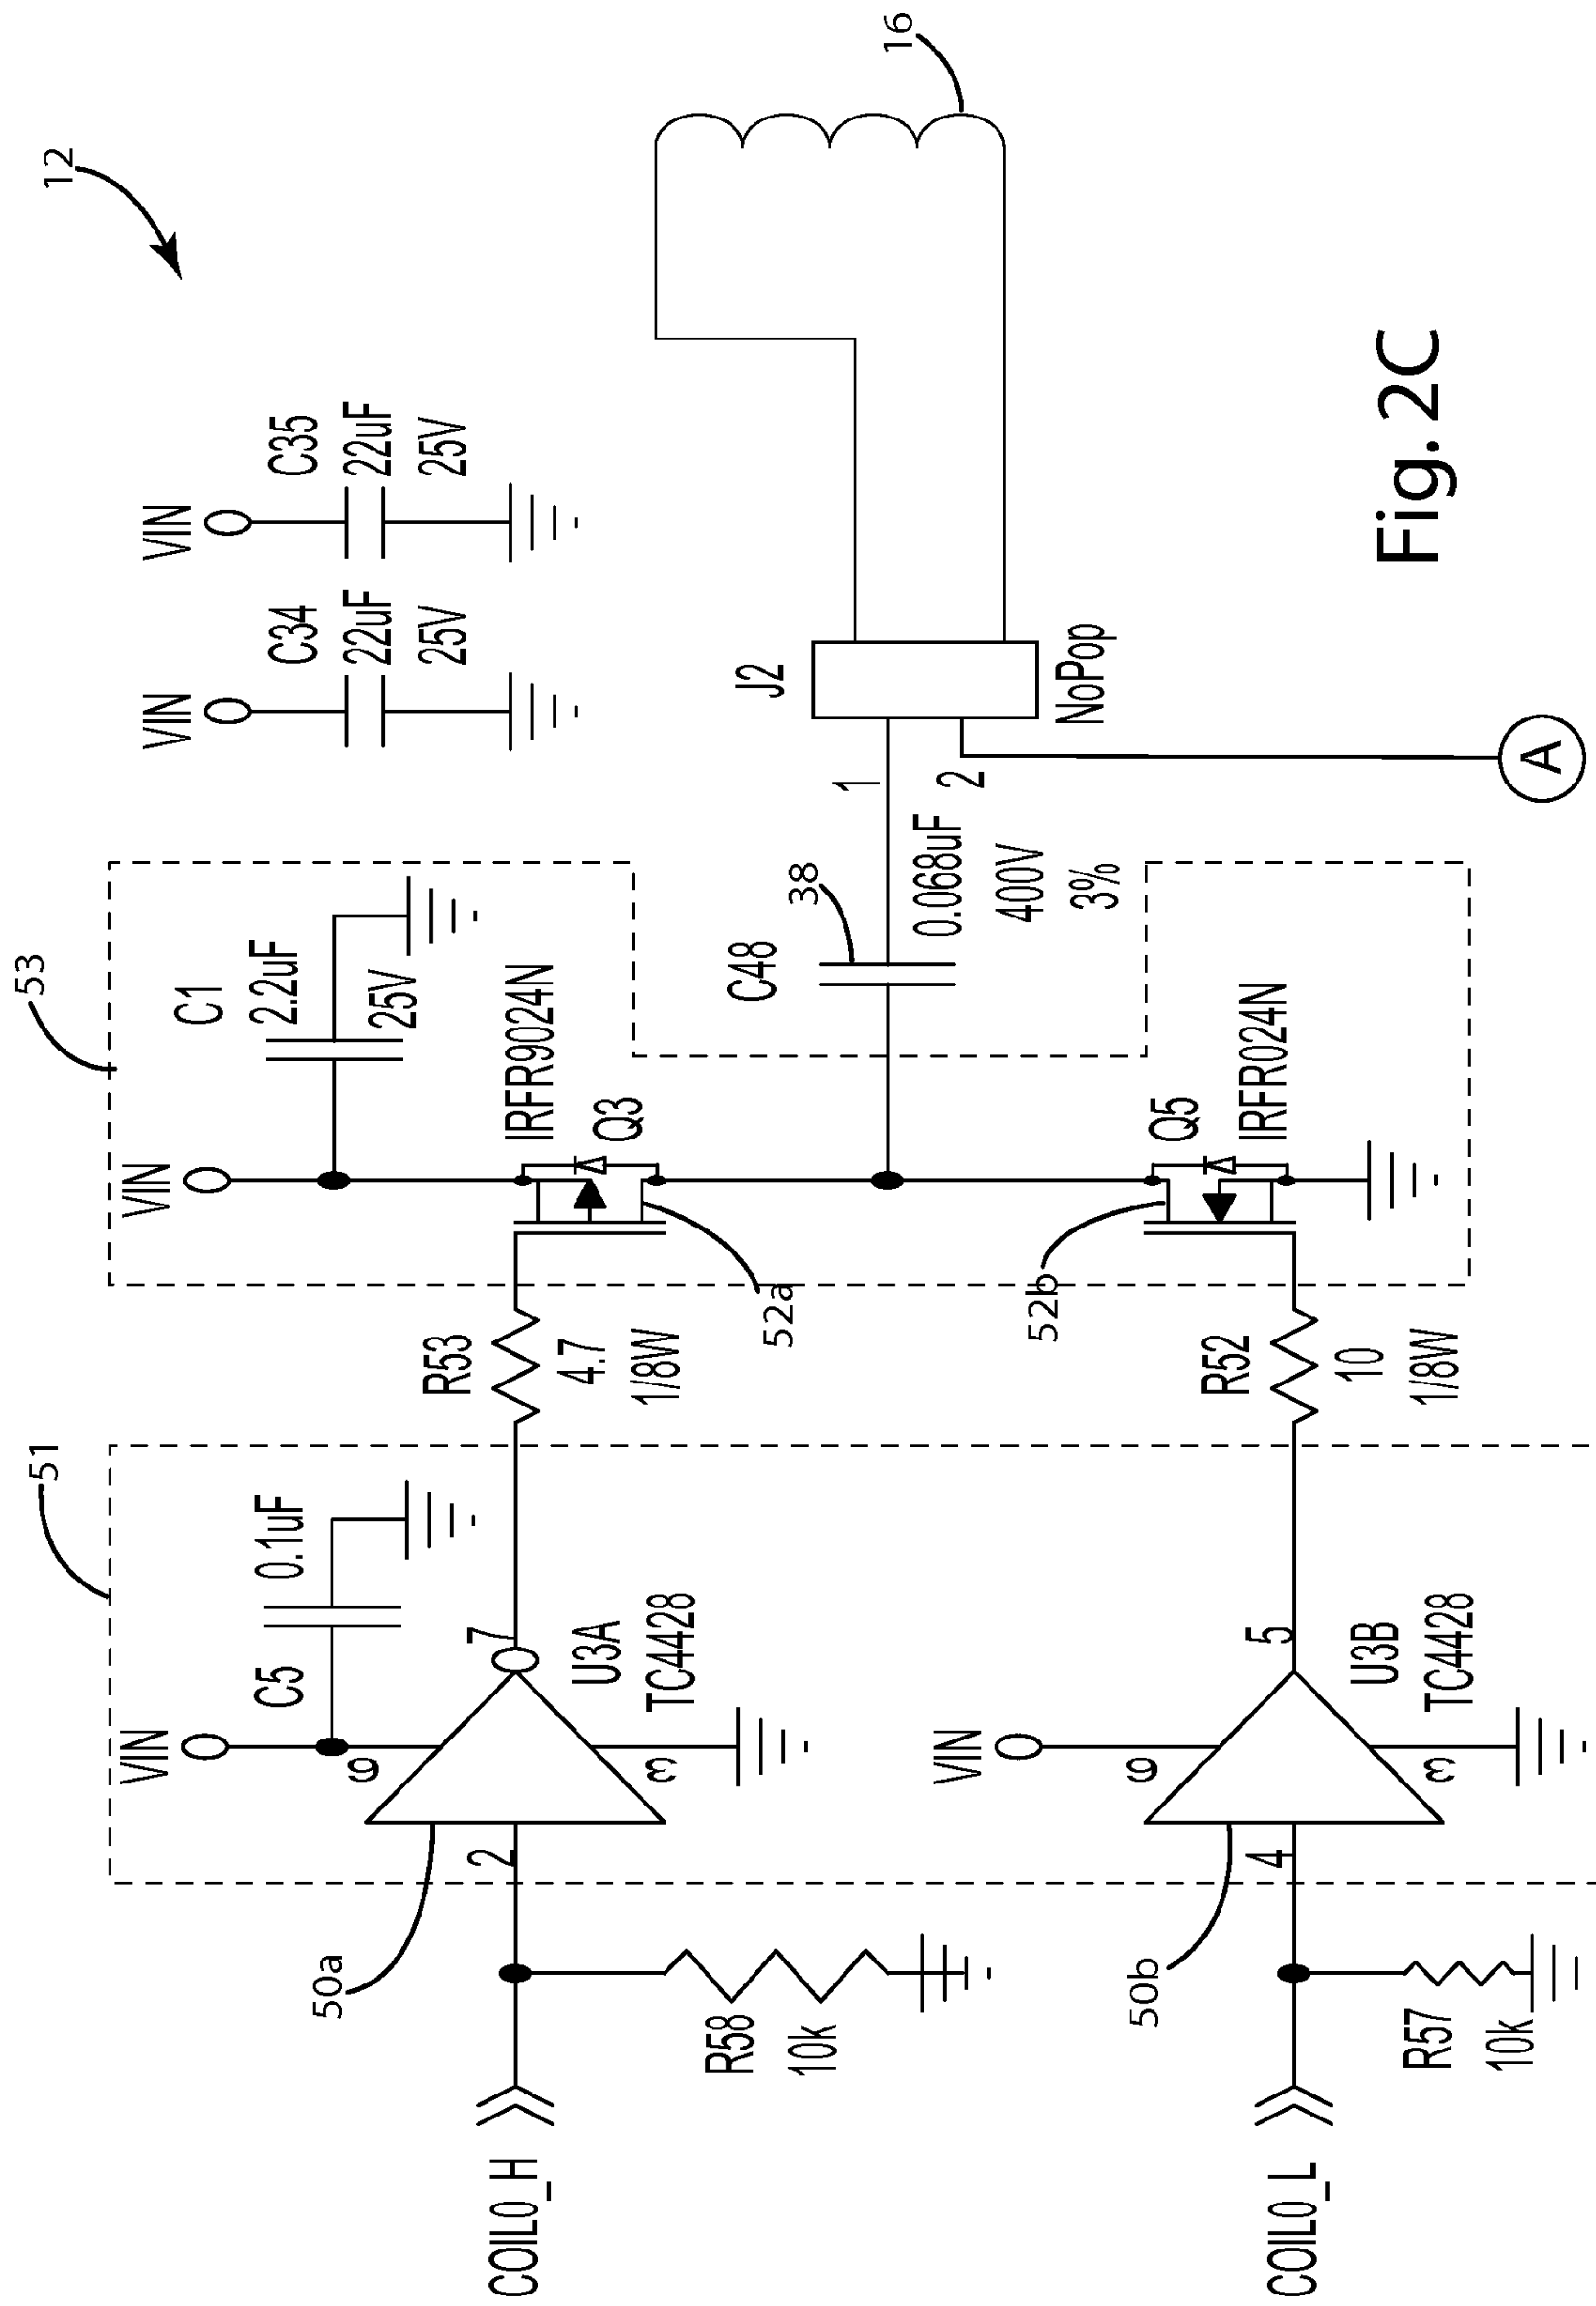 12
53
51
VIN
C5
0.1uF
VIN
C1
2.2uF
25V
VIN
C34
22uF
25V
VIN
C35
22uF
25V
50a
6
2
7
3
U3A
TC4428
COIL0_H
R58
10k
R53
4.7
1/8W
IRFR9024N
Q3
52a
C48
38
0.068uF
400V
3%
1
2
J2
NoPop
16
VIN
6
4
5
3
U3B
TC4428
50b
COIL0_L
R57
10k
R52
10
1/8W
52b
Q5
IRFR024N
A
Fig. 2C